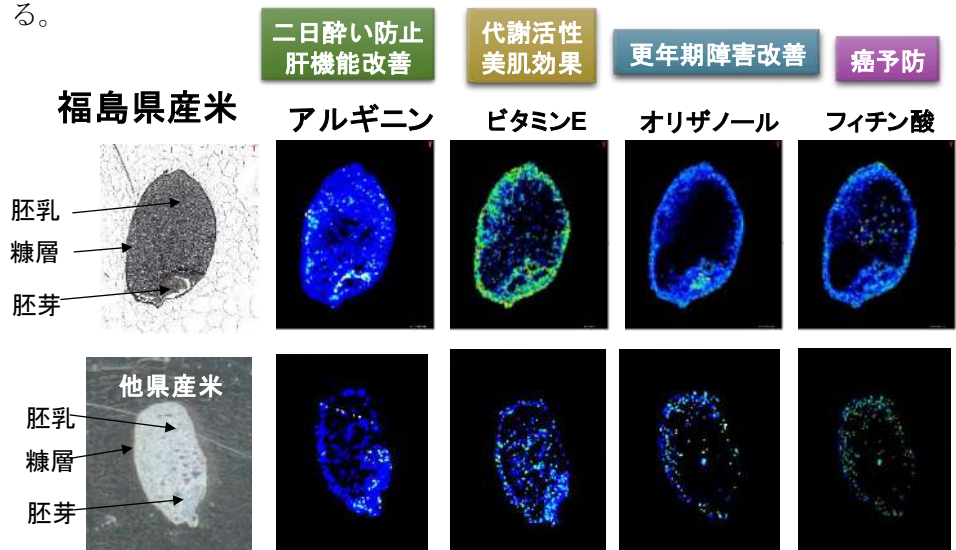 る。
二日酔い防止
肝機能改善
代謝活性
美肌効果
更年期障害改善
癌予防
福島県産米
アルギニン
ビタミンE
オリザノール
フィチン酸
胚乳
糠層
胚芽
他県産米
胚乳
糠層
胚芽